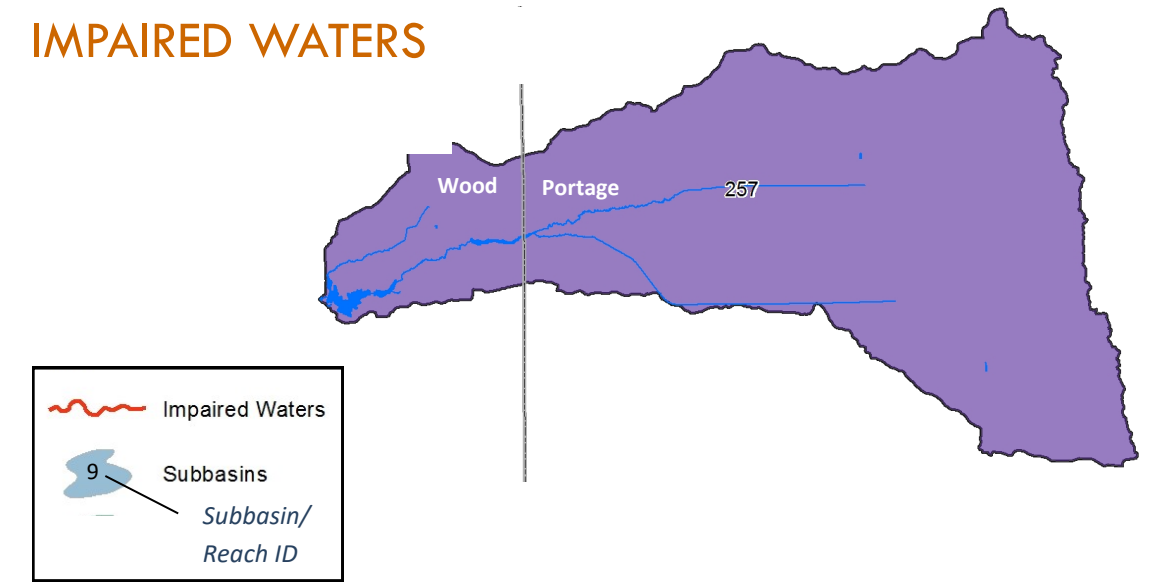 IMPAIRED WATERS
Wood
Portage
257
Impaired Waters
9
Subbasins
Subbasin/
Reach ID